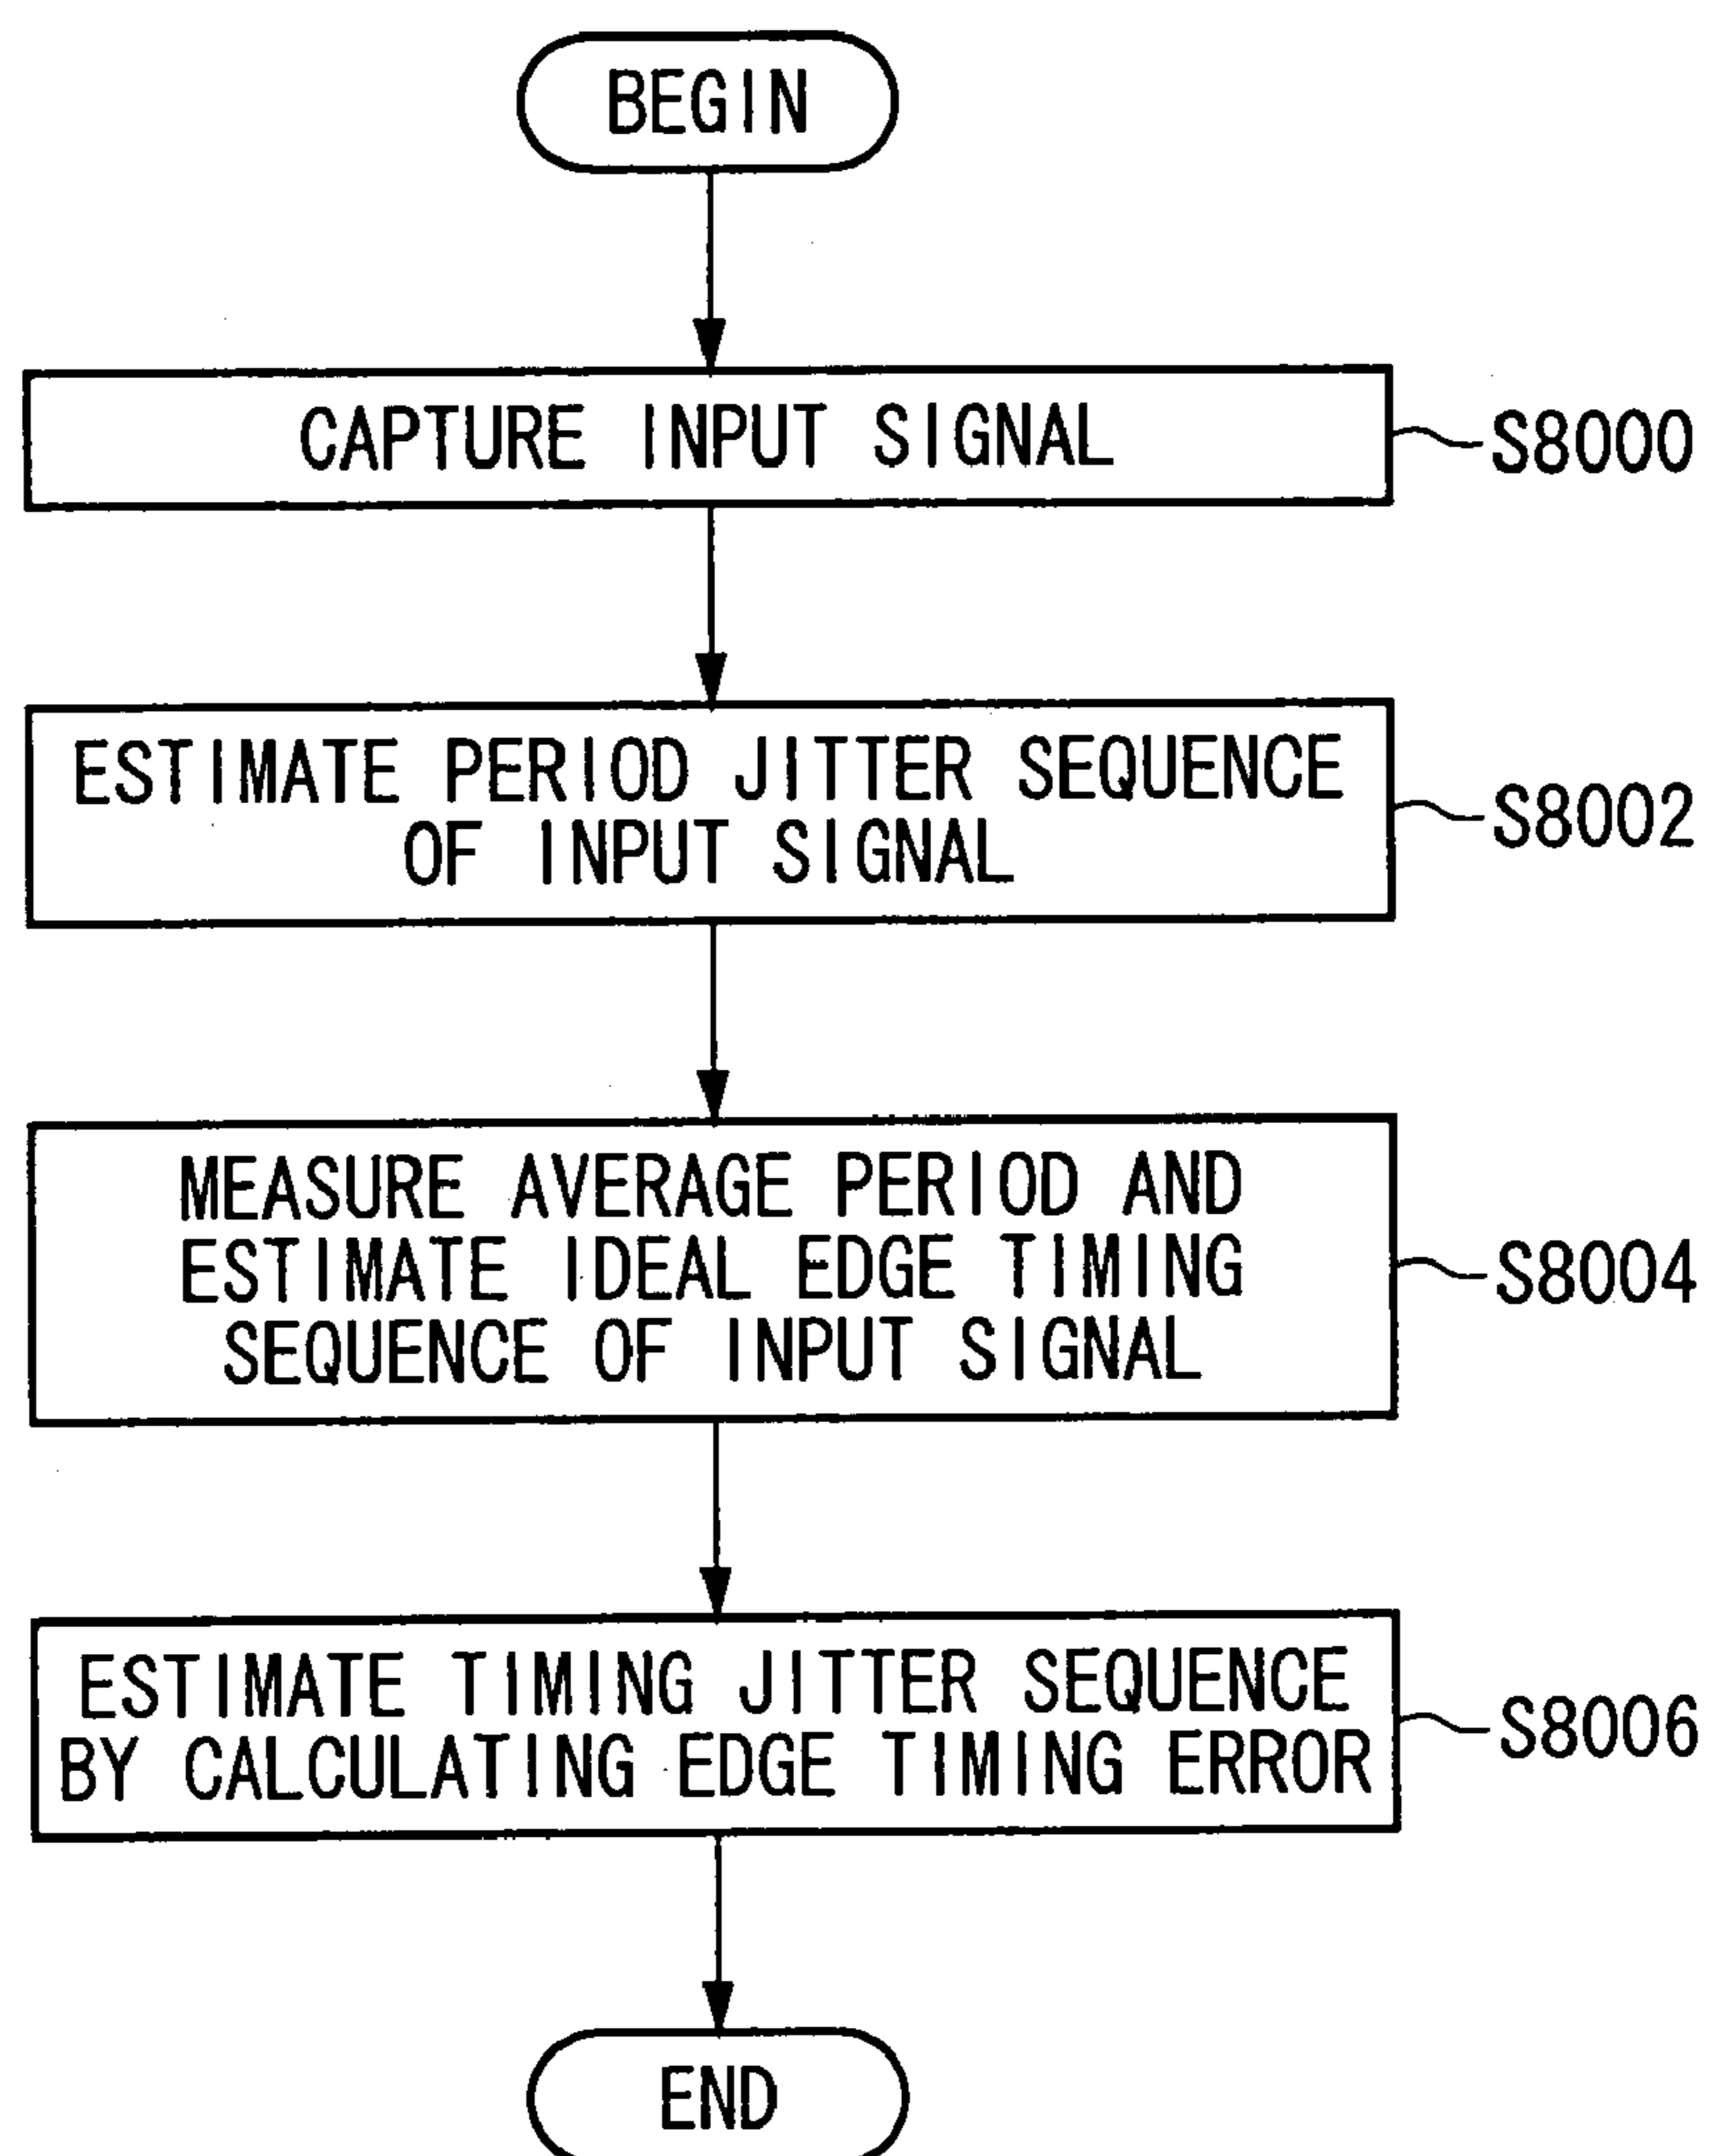 BEGIN
CAPTURE INPUT SIGNAL
S8000
ESTIMATE PERIOD JITTER SEQUENCE
OF INPUT SIGNAL
S8002
MEASURE AVERAGE PERIOD AND
ESTIMATE IDEAL EDGE TIMING
SEQUENCE OF INPUT SIGNAL
S8004
ESTIMATE TIMING JITTER SEQUENCE
BY CALCULATING EDGE TIMING ERROR
S8006
END